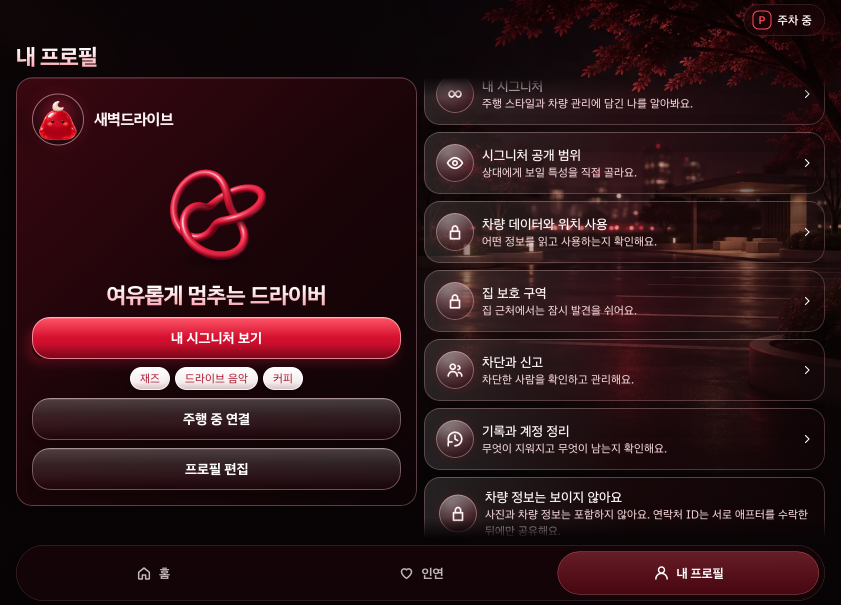 P 주차 중
내 프로필
새벽드라이브
여유롭게 멈추는 드라이버
내 시그니처 보기
재즈 드라이브 음악 커피
주행 중 연결
프로필 편집
내 시그니처
주행 스타일과 차량 관리에 담긴 나를 알아봐요.
시그니처 공개 범위
상대에게 보일 특성을 직접 골라요.
차량 데이터와 위치 사용
어떤 정보를 읽고 사용하는지 확인해요.
집 보호 구역
집 근처에서는 잠시 발견을 쉬어요.
차단과 신고
차단한 사람을 확인하고 관리해요.
기록과 계정 정리
무엇이 지워지고 무엇이 남는지 확인해요.
차량 정보는 보이지 않아요
사진과 차량 정보는 포함하지 않아요. 연락처 ID는 서로 애프터를 수락한
뒤에만 공유해요.
홈 인연 내 프로필